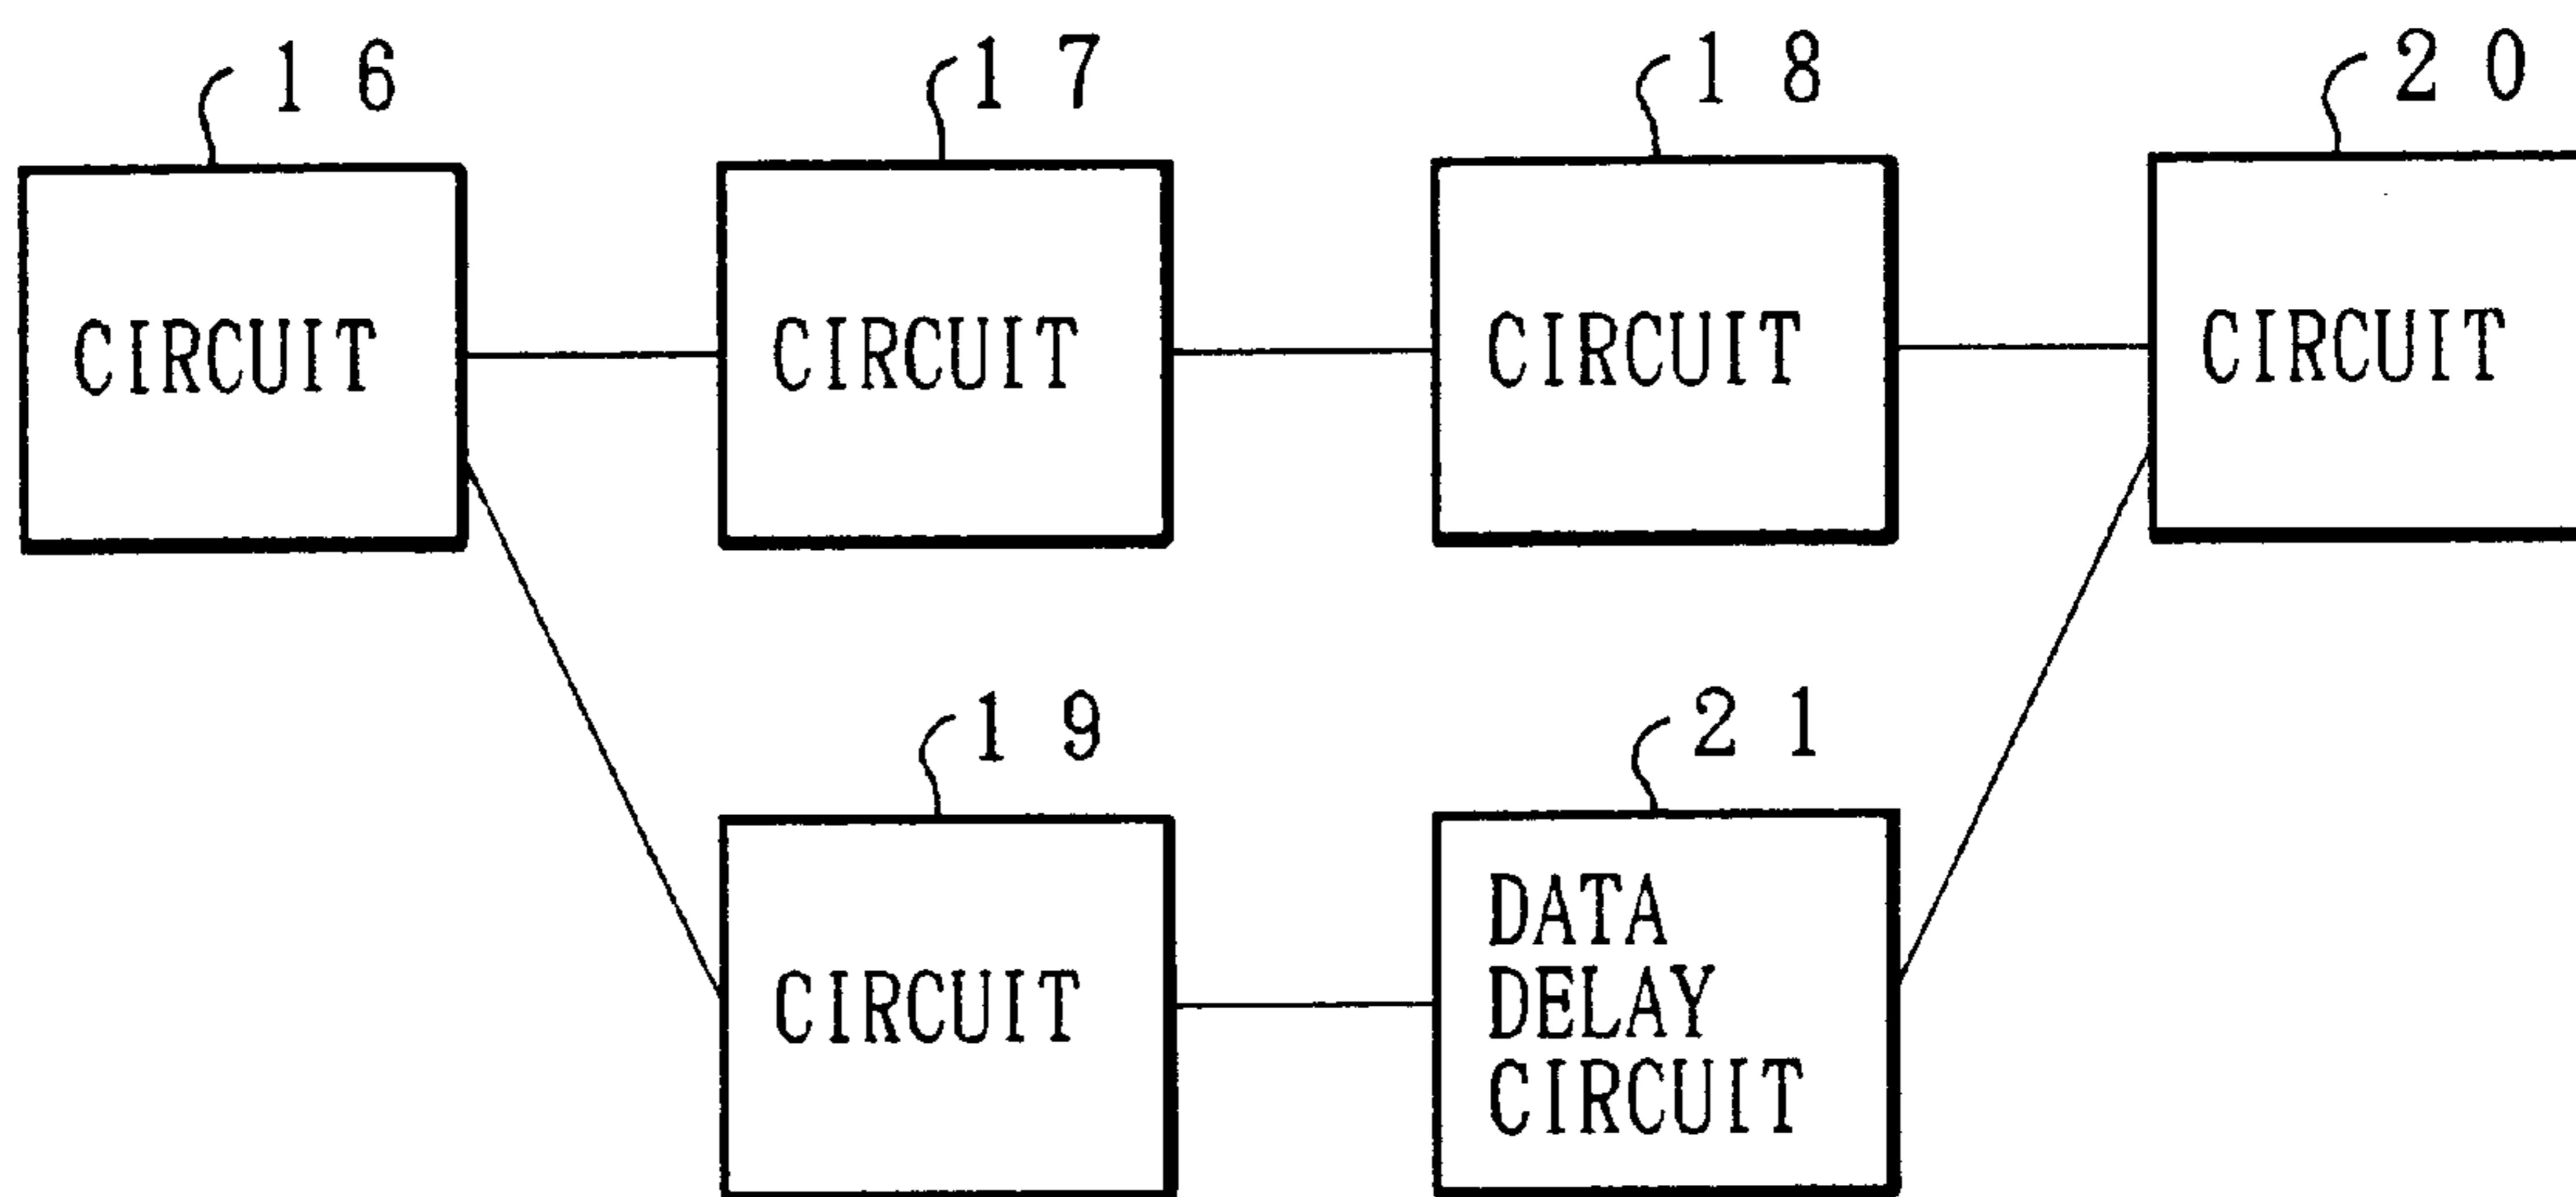 16 17 18 20
CIRCUIT CIRCUIT CIRCUIT CIRCUIT
19 21
CIRCUIT
DATA
DELAY
CIRCUIT